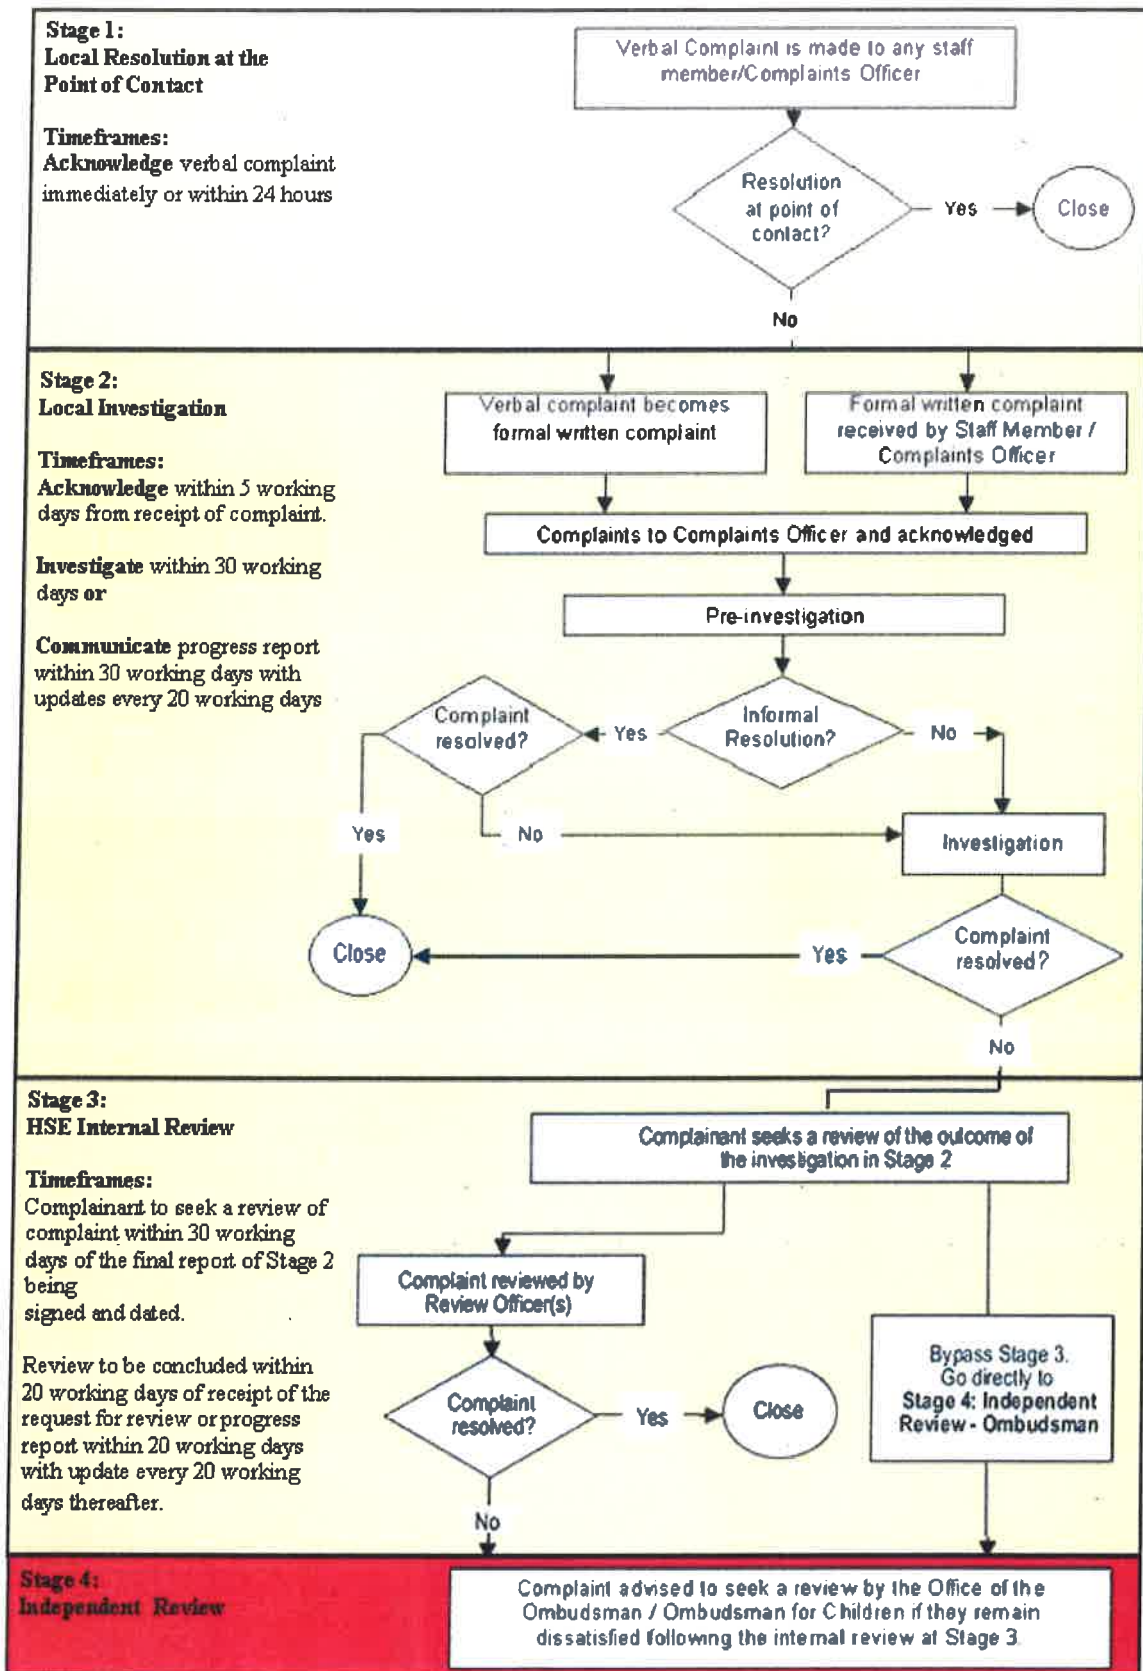 Stage 1:
Local Resolution at the
Point of Contact
Timeframes:
Acknowledge verbal complaint
immediately or within 24 hours
Verbal Complaint is made to any staff
member/Complaints Officer
Resolution
at point of
contact?
Yes
Close
No
Stage 2:
Local Investigation
Timeframes:
Acknowledge within 5 working
days from receipt of complaint.
Investigate within 30 working
days or
Communicate progress report
within 30 working days with
updates every 20 working days
Verbal complaint becomes
formal written complaint
Formal written complaint
received by Staff Member /
Complaints Officer
Complaints to Complaints Officer and acknowledged
Pre-investigation
Informal
Resolution?
Yes
No
Complaint
resolved?
Yes
No
Investigation
Complaint
resolved?
Yes
Close
No
Stage 3:
HSE Internal Review
Timeframes:
Complainant to seek a review of
complaint within 30 working
days of the final report of Stage 2
being
signed and dated.
Review to be concluded within
20 working days of receipt of the
request for review or progress
report within 20 working days
with update every 20 working
days thereafter.
Complainant seeks a review of the outcome of
the investigation in Stage 2
Complaint reviewed by
Review Officer(s)
Complaint
resolved?
Yes
Close
No
Bypass Stage 3.
Go directly to
Stage 4: Independent
Review - Ombudsman
Stage 4:
Independent Review
Complaint advised to seek a review by the Office of the
Ombudsman / Ombudsman for Children if they remain
dissatisfied following the internal review at Stage 3.